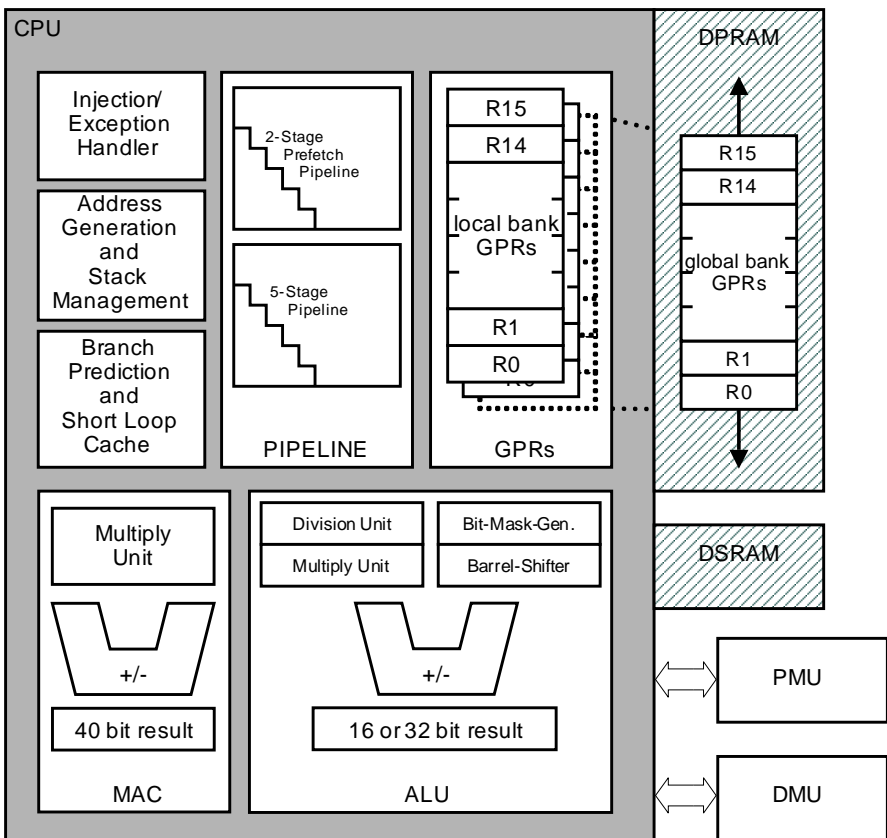 CPU
Injection/
Exception
Handler
Address
Generation
and
Stack
Management
Branch
Prediction
and
Short Loop
Cache
2-Stage
Prefetch
Pipeline
5-Stage
Pipeline
PIPELINE
R15
R14
local bank
GPRs
R1
R0
GPRs
DPRAM
R15
R14
global bank
GPRs
R1
R0
Multiply
Unit
+/-
40 bit result
MAC
Division Unit
Multiply Unit
Bit-Mask-Gen.
Barrel-Shifter
+/-
16 or 32 bit result
ALU
DSRAM
PMU
DMU